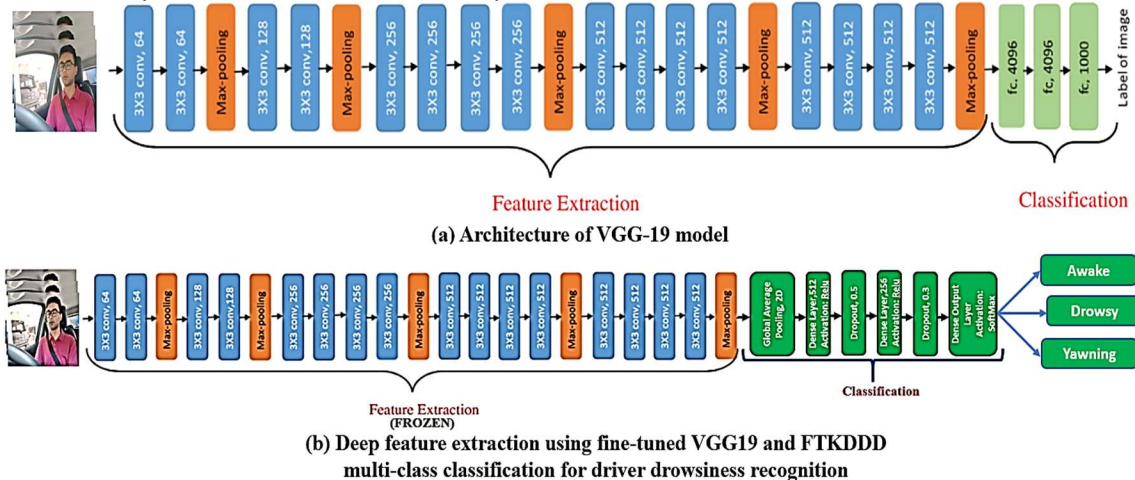 3X3 conv, 64
3X3 conv, 64
Max-pooling
3X3 conv, 128
3X3 conv,128
Max-pooling
3X3 conv, 256
3X3 conv, 256
3X3 conv, 256
3X3 conv, 256
Max-pooling
3X3 conv, 512
3X3 conv, 512
3X3 conv, 512
3X3 conv, 512
Max-pooling
3X3 conv, 512
3X3 conv, 512
3X3 conv, 512
3X3 conv, 512
Max-pooling
fc, 4096
fc, 4096
fc, 1000
Label of image
Feature Extraction
Classification
(a) Architecture of VGG-19 model
3X3 conv, 64
3X3 conv, 64
Max-pooling
3X3 conv, 128
3X3 conv,128
Max-pooling
3X3 conv, 256
3X3 conv, 256
3X3 conv, 256
3X3 conv, 256
Max-pooling
3X3 conv, 512
3X3 conv, 512
3X3 conv, 512
3X3 conv, 512
Max-pooling
3X3 conv, 512
3X3 conv, 512
3X3 conv, 512
3X3 conv, 512
Max-pooling
Global Average
Pooling, 2D
Dense Layer,512
Activation: Relu
Dropout, 0.5
Dense Layer,256
Activation: Relu
Dropout, 0.3
Dense Output
Layer
Activation:
SoftMax
Awake
Drowsy
Yawning
Classification
Feature Extraction
(FROZEN)
(b) Deep feature extraction using fine-tuned VGG19 and FTKDDD
multi-class classification for driver drowsiness recognition